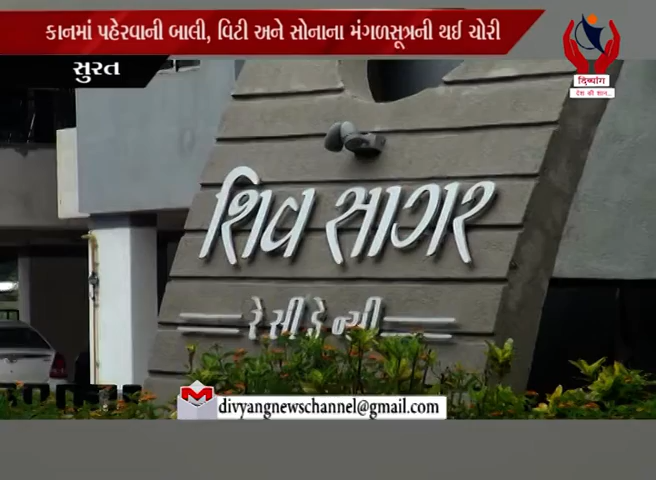 કાનમાં પહેરવાની બાલી, વિટી અને સોનાના મંગળસૂત્રની થઈ ચોરી
સુરત
दिव्यांग
देश की शान..
શિવ સાગર
રેસીડેન્સી
divyangnewschannel@gmail.com